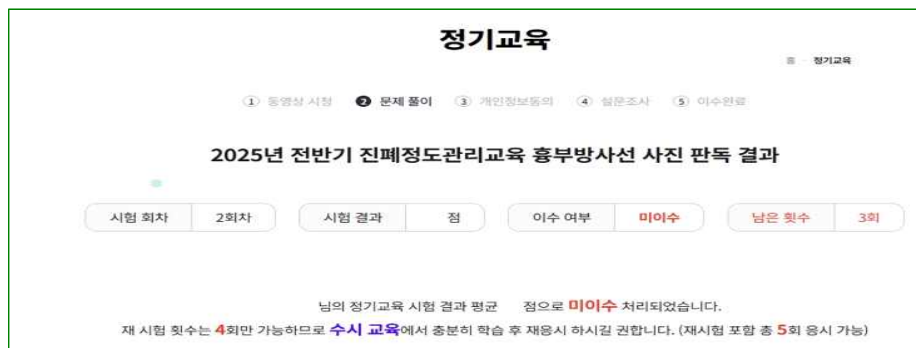 정기교육
홈 정기교육
1 동영상 시청 2 문제 풀이 3 개인정보동의 4 설문조사 5 이수완료
2025년 전반기 진폐정도관리교육 흉부방사선 사진 판독 결과
시험 회차 2회차 시험 결과 점 이수 여부 미이수 남은 횟수 3회
님의 정기교육 시험 결과 평균 점으로 미이수 처리되었습니다.
재 시험 횟수는 4회만 가능하므로 수시 교육에서 충분히 학습 후 재응시 하시길 권합니다. (재시험 포함 총 5회 응시 가능)